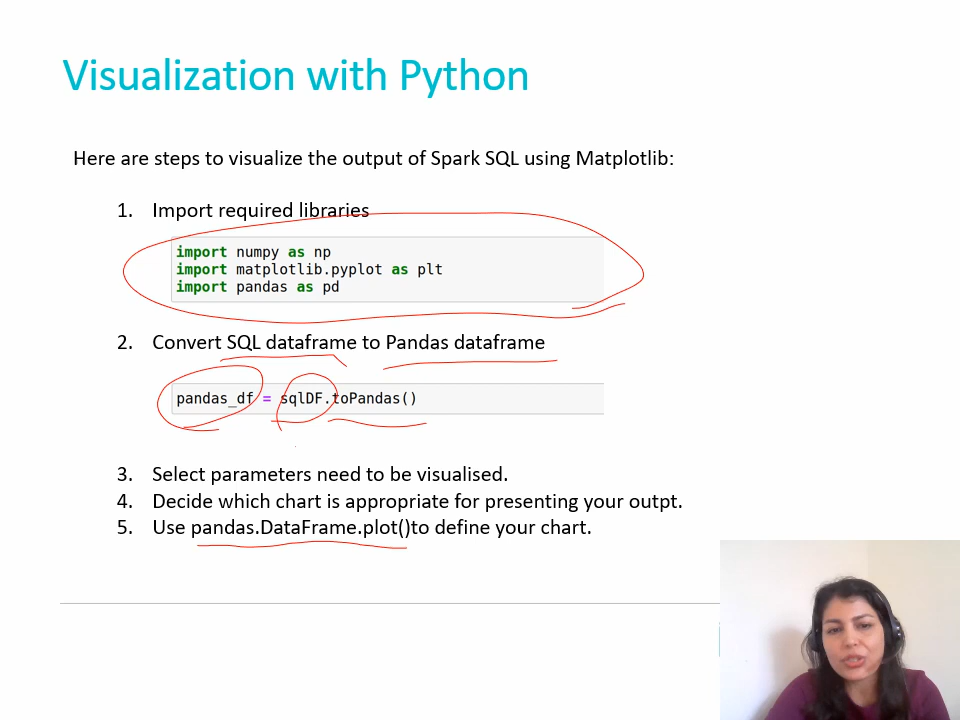 Visualization with Python
Here are steps to visualize the output of Spark SQL using Matplotlib:
1. Import required libraries
import numpy as np
import matplotlib.pyplot as plt
import pandas as pd
2. Convert SQL dataframe to Pandas dataframe
pandas_df = sqlDF.toPandas()
3. Select parameters need to be visualised.
4. Decide which chart is appropriate for presenting your outpt.
5. Use pandas.DataFrame.plot()to define your chart.